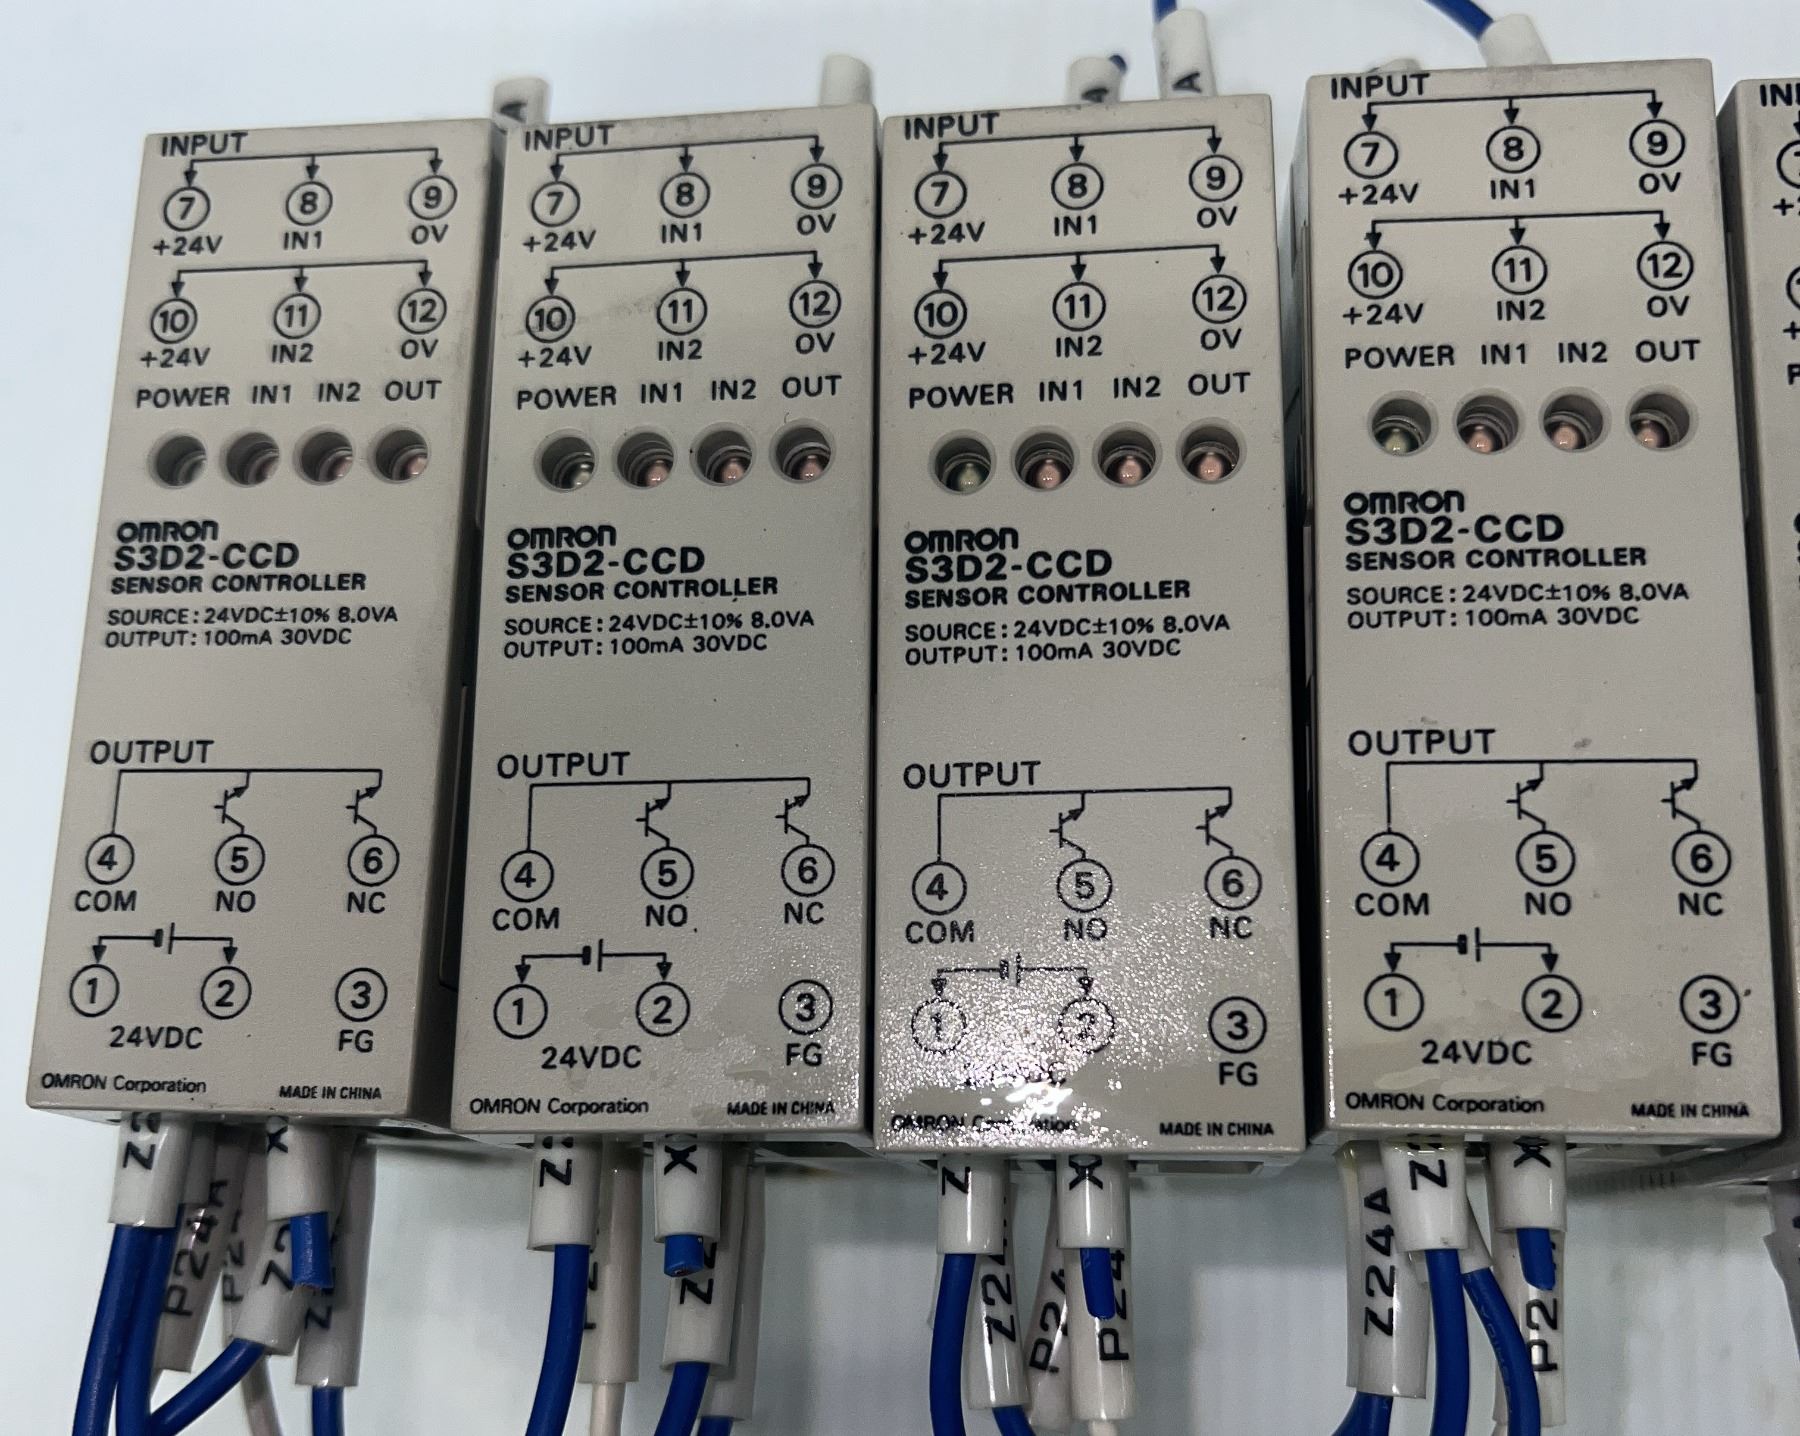 A
A
A
INPUT
7 8 9
+24V IN1 0V
10 11 12
+24V IN2 0V
POWER IN1 IN2 OUT
OMRON
S3D2-CCD
SENSOR CONTROLLER
SOURCE: 24VDC±10% 8.0VA
OUTPUT: 100mA 30VDC
OUTPUT
4 5 6
COM NO NC
1 2 3
24VDC FG
OMRON Corporation MADE IN CHINA
INPUT
7 8 9
+24V IN1 0V
10 11 12
+24V IN2 0V
POWER IN1 IN2 OUT
OMRON
S3D2-CCD
SENSOR CONTROLLER
SOURCE: 24VDC±10% 8.0VA
OUTPUT: 100mA 30VDC
OUTPUT
4 5 6
COM NO NC
1 2 3
24VDC FG
OMRON Corporation MADE IN CHINA
INPUT
7 8 9
+24V IN1 0V
10 11 12
+24V IN2 0V
POWER IN1 IN2 OUT
OMRON
S3D2-CCD
SENSOR CONTROLLER
SOURCE: 24VDC±10% 8.0VA
OUTPUT: 100mA 30VDC
OUTPUT
4 5 6
COM NO NC
1 2 3
FG
OMRON Corporation MADE IN CHINA
INPUT
7 8 9
+24V IN1 0V
10 11 12
+24V IN2 0V
POWER IN1 IN2 OUT
OMRON
S3D2-CCD
SENSOR CONTROLLER
SOURCE: 24VDC±10% 8.0VA
OUTPUT: 100mA 30VDC
OUTPUT
4 5 6
COM NO NC
1 2 3
24VDC FG
OMRON Corporation MADE IN CHINA
P24A
Z24A